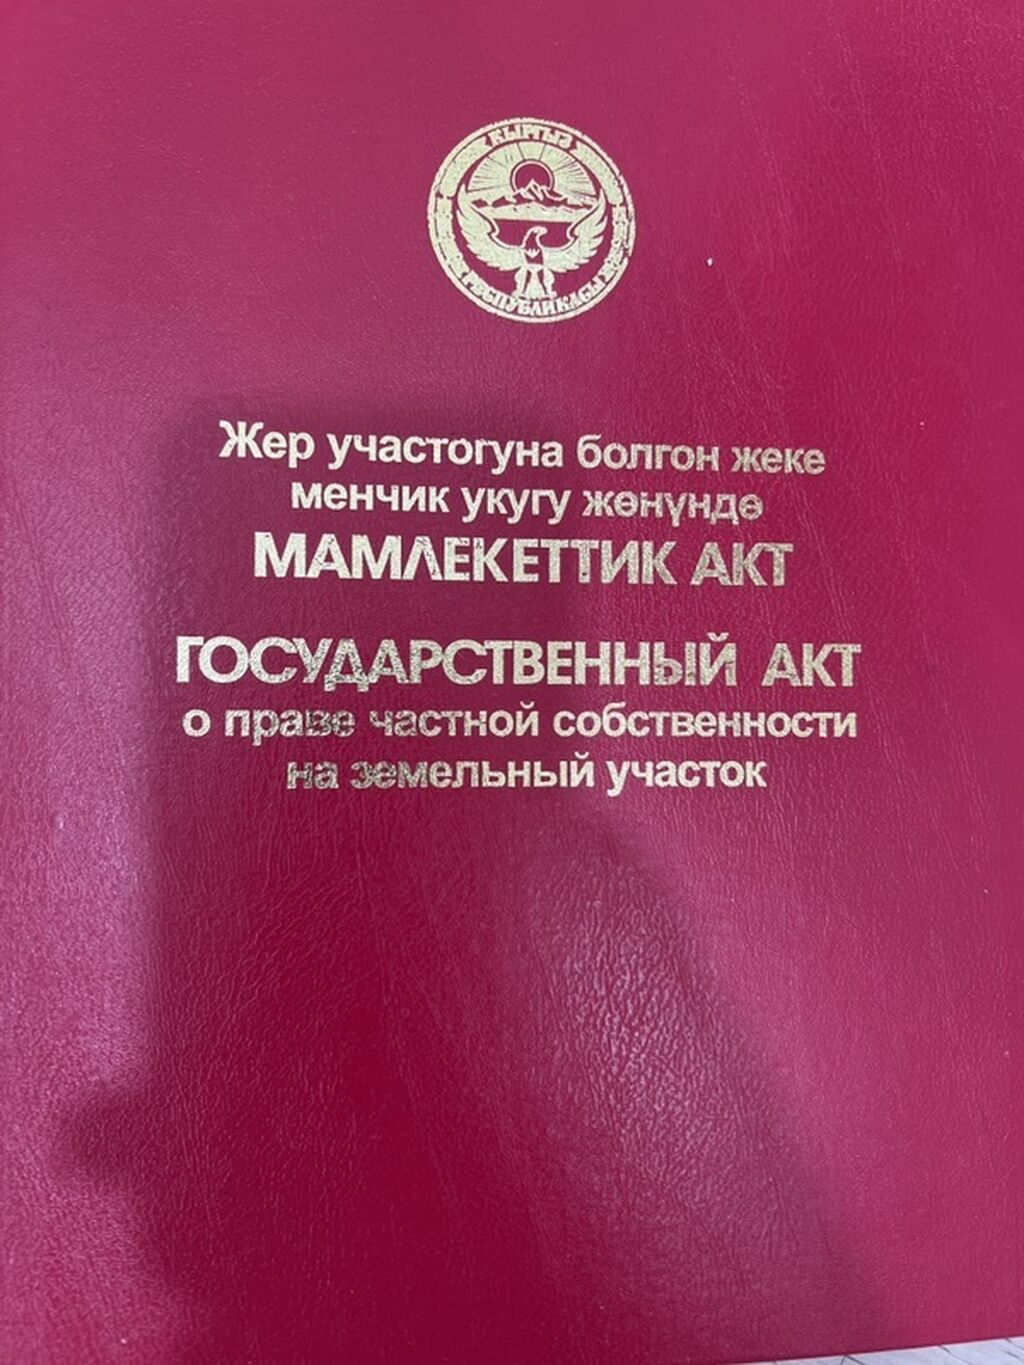 КЫРГЫЗ
РЕСПУБЛИКАСЫ
Жер участогуна болгон жеке
менчик укугу жөнүндө
МАМЛЕКЕТТИК АКТ
ГОСУДАРСТВЕННЫЙ АКТ
о праве частной собственности
на земельный участок